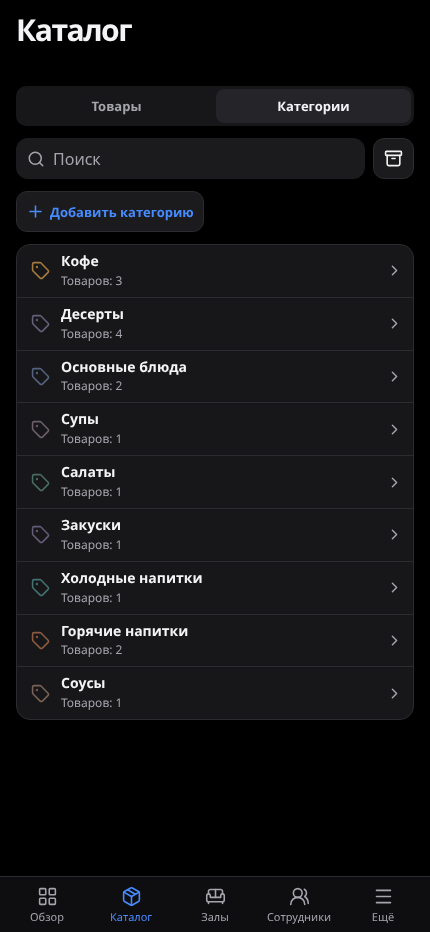 Каталог
Товары
Категории
Поиск
Добавить категорию
Кофе
Товаров: 3
Десерты
Товаров: 4
Основные блюда
Товаров: 2
Супы
Товаров: 1
Салаты
Товаров: 1
Закуски
Товаров: 1
Холодные напитки
Товаров: 1
Горячие напитки
Товаров: 2
Соусы
Товаров: 1
Обзор
Каталог
Залы
Сотрудники
Ещё